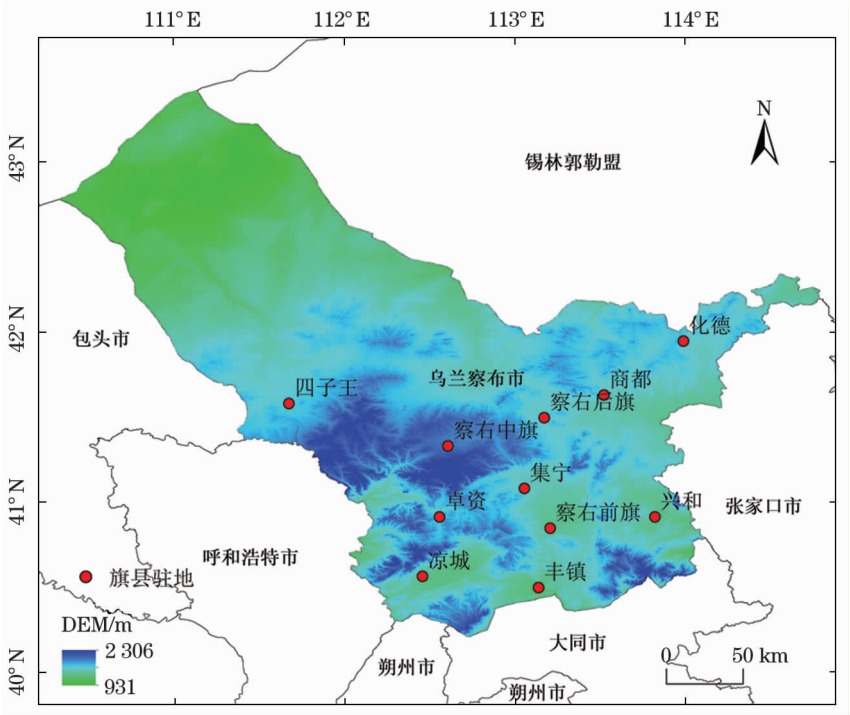 111°E 112°E 113°E 114°E
N
43°N
锡林郭勒盟
42°N
化德
包头市
乌兰察布市
商都
四子王
察右后旗
察右中旗
集宁
41°N
卓资
察右前旗
兴和
张家口市
呼和浩特市
凉城
丰镇
旗县驻地
DEM/m
2 306
931
大同市
朔州市
0 50 km
40°N
朔州市